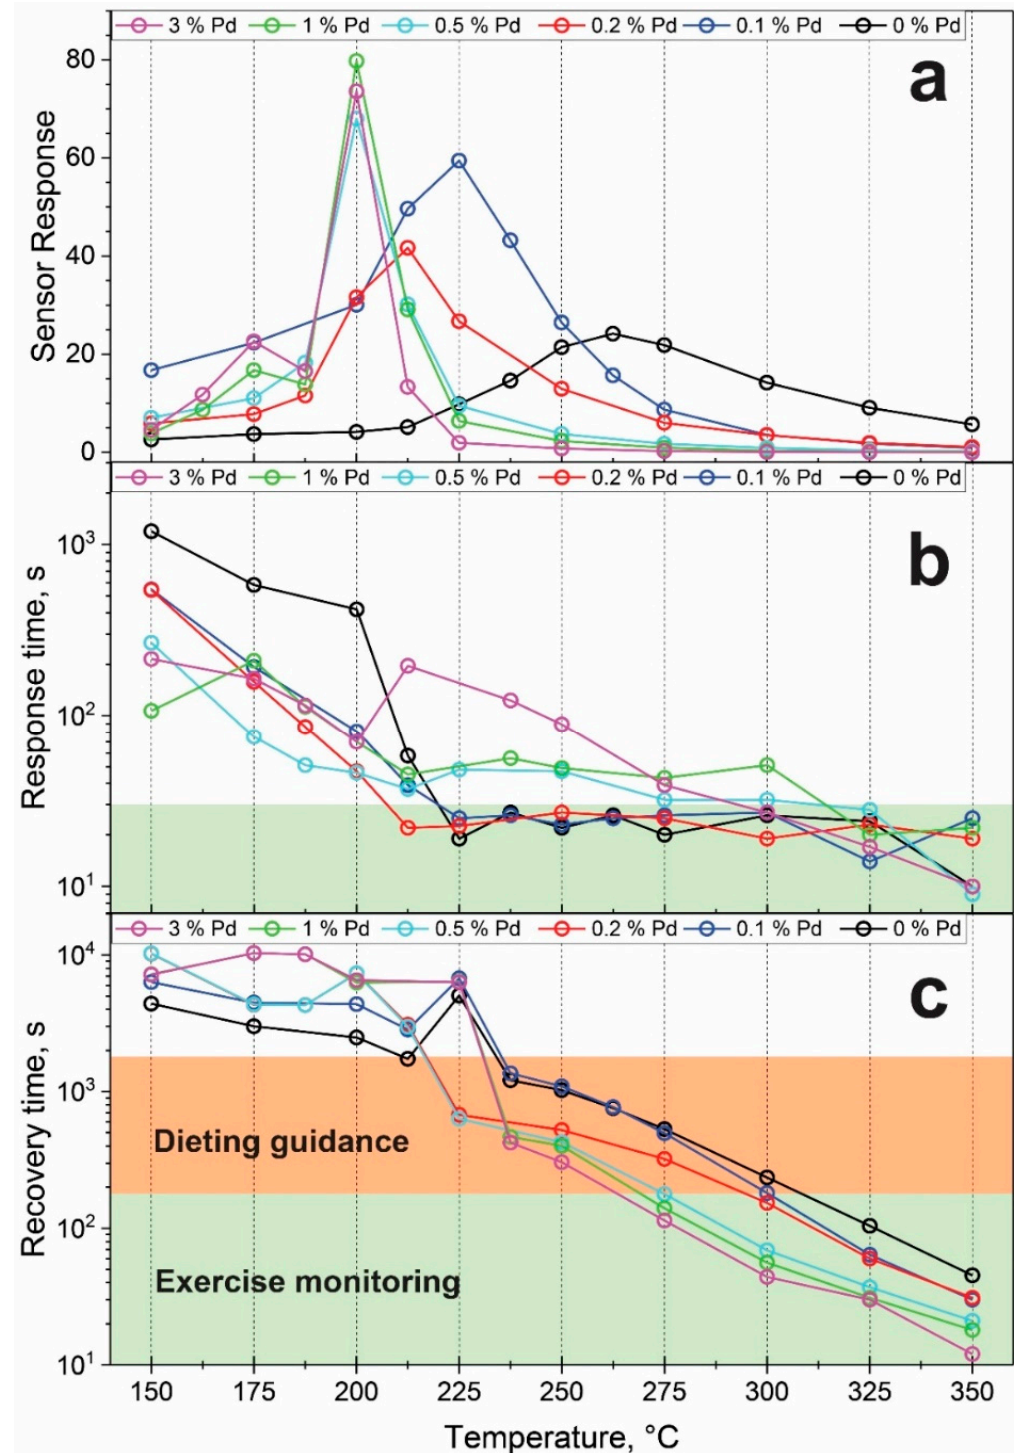 3 % Pd 1 % Pd 0.5 % Pd 0.2 % Pd 0.1 % Pd 0 % Pd
a
80
60
40
20
0
Sensor Response
3 % Pd 1 % Pd 0.5 % Pd 0.2 % Pd 0.1 % Pd 0 % Pd
b
10³
10²
10¹
Response time, s
3 % Pd 1 % Pd 0.5 % Pd 0.2 % Pd 0.1 % Pd 0 % Pd
c
10⁴
10³
10²
10¹
Recovery time, s
Dieting guidance
Exercise monitoring
150 175 200 225 250 275 300 325 350
Temperature, °C